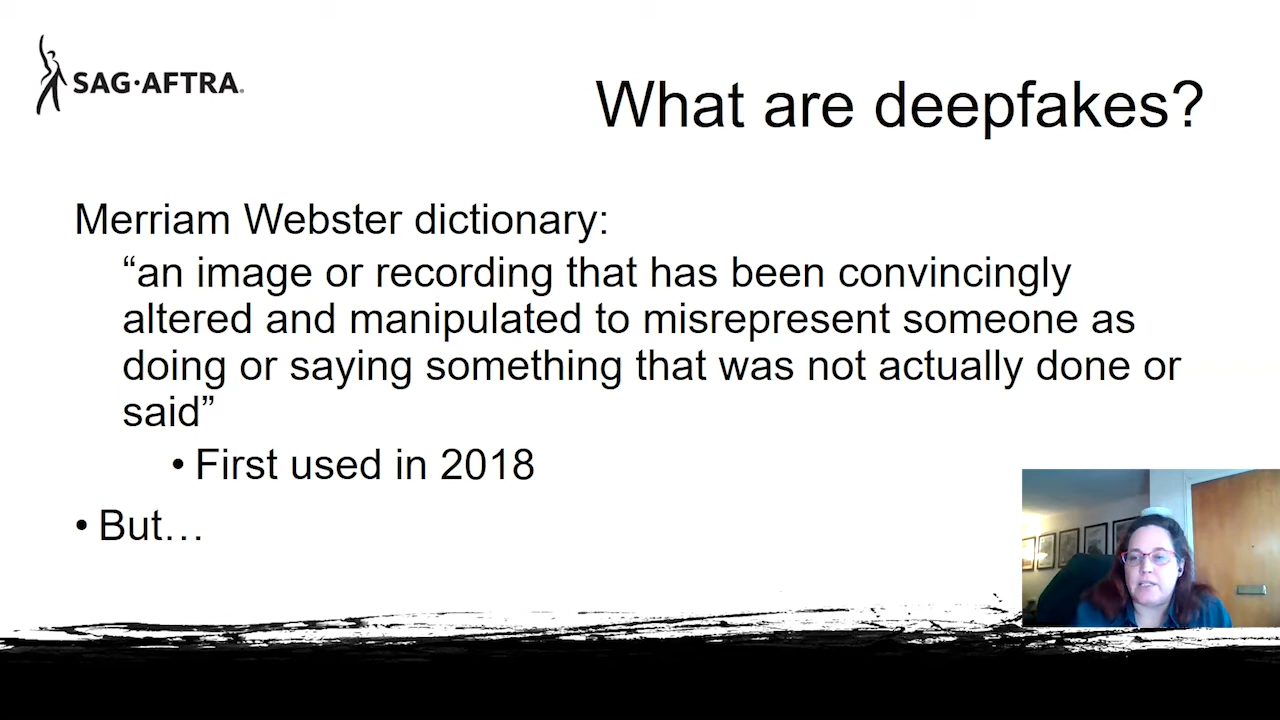 SAG·AFTRA®
What are deepfakes?
Merriam Webster dictionary:
“an image or recording that has been convincingly
altered and manipulated to misrepresent someone as
doing or saying something that was not actually done or
said”
• First used in 2018
• But…